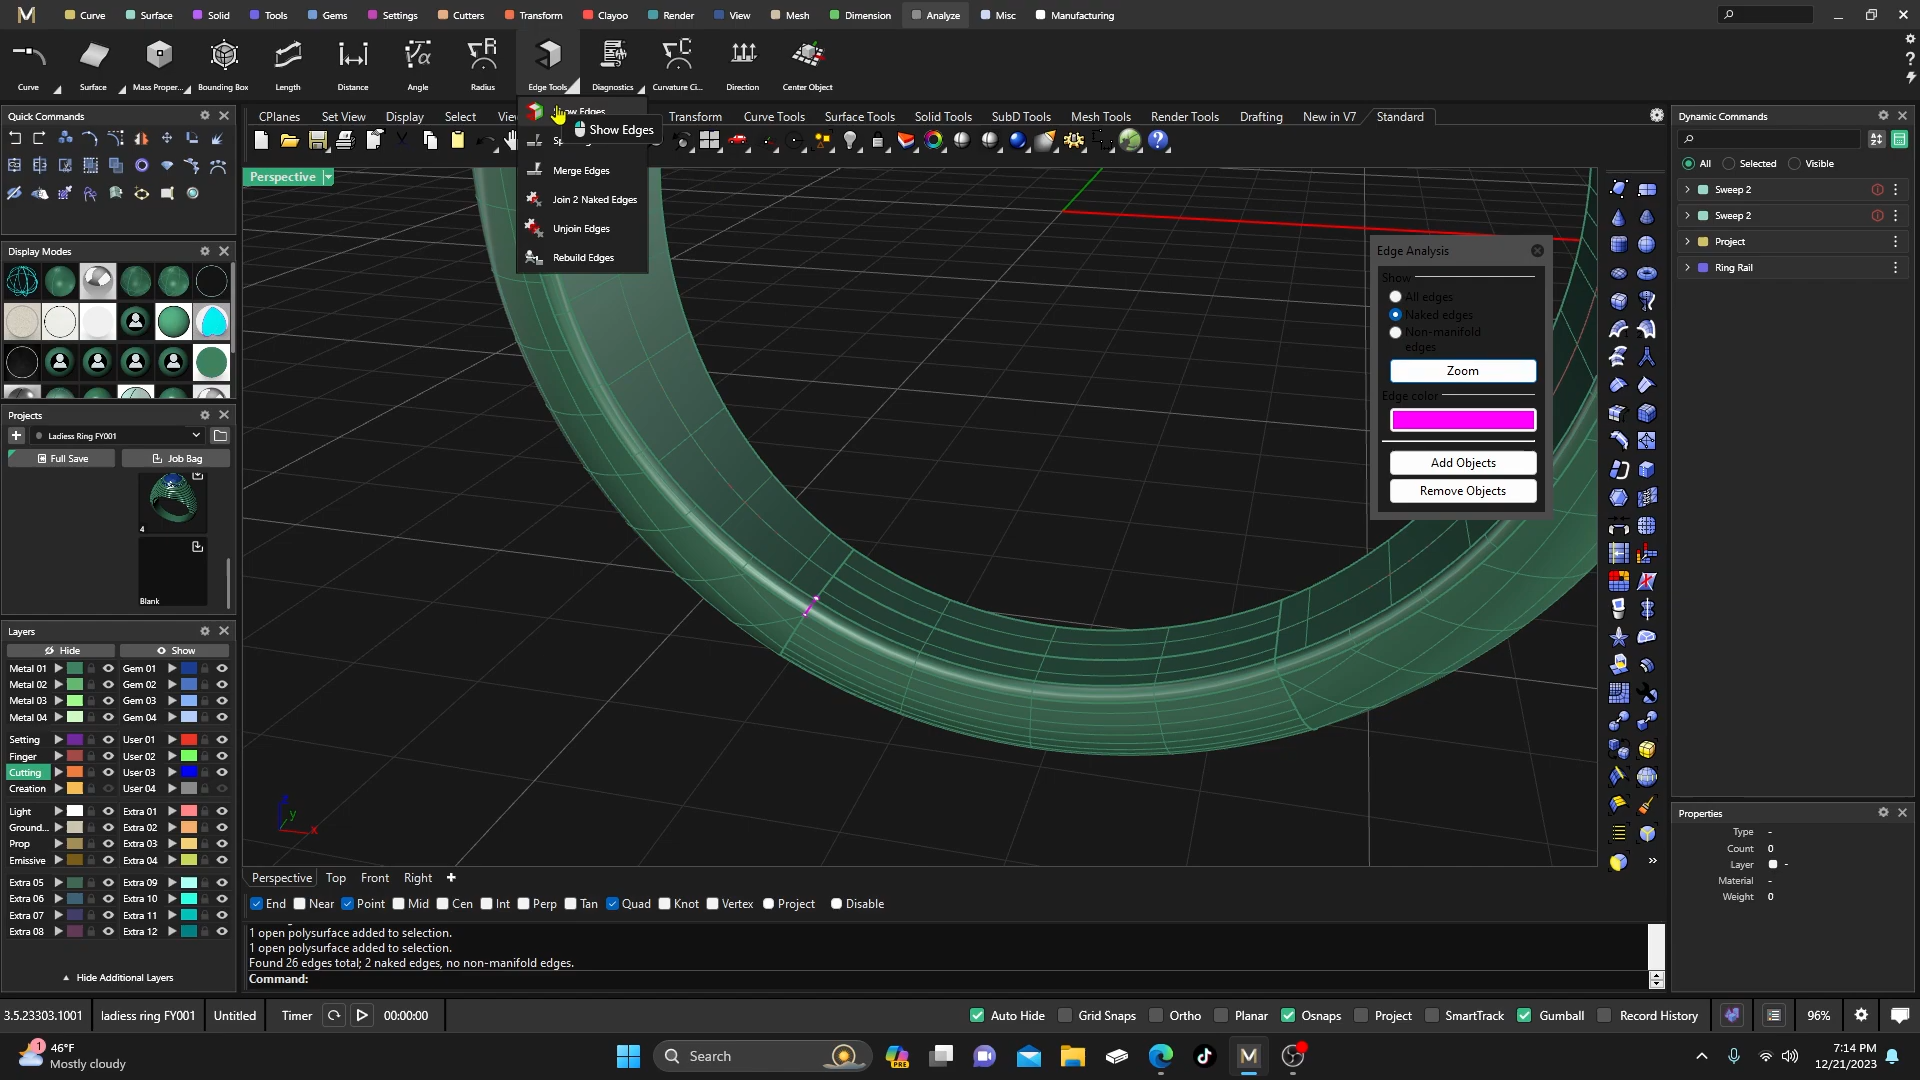 Curve Surface Solid Tools Gems Settings Cutters Transform Clayoo Render View Mesh Dimension Analyze Misc Manufacturing
Curve Surface Mass Proper... Bounding Box Length Distance Angle Radius Edge Tools Diagnostics Curvature Ci... Direction Center Object
Quick Commands
Show Edges
Merge Edges
Join 2 Naked Edges
Unjoin Edges
Rebuild Edges
CPlanes Set View Display Select Transform Curve Tools Surface Tools Solid Tools SubD Tools Mesh Tools Render Tools Drafting New in V7 Standard
Perspective
Display Modes
Projects
Ladiess Ring FY001
Full Save Job Bag
4
Blank
Edge Analysis
Show
All edges
Naked edges
Non-manifold
edges
Zoom
Edge color
Add Objects
Remove Objects
Dynamic Commands
All Selected Visible
Sweep 2
Sweep 2
Project
Ring Rail
Layers
Hide Show
Metal 01 Gem 01
Metal 02 Gem 02
Metal 03 Gem 03
Metal 04 Gem 04
Setting User 01
Finger User 02
Cutting User 03
Creation User 04
Light Extra 01
Ground... Extra 02
Prop Extra 03
Emissive Extra 04
Extra 05 Extra 09
Extra 06 Extra 10
Extra 07 Extra 11
Extra 08 Extra 12
Hide Additional Layers
z
y
x
Perspective Top Front Right
End Near Point Mid Cen Int Perp Tan Quad Knot Vertex Project Disable
1 open polysurface added to selection.
1 open polysurface added to selection.
Found 26 edges total; 2 naked edges, no non-manifold edges.
Command:
Properties
Type -
Count 0
Layer -
Material -
Weight 0
3.5.23303.1001 ladiess ring FY001 Untitled Timer 00:00:00 Auto Hide Grid Snaps Ortho Planar Osnaps Project SmartTrack Gumball Record History 96%
1
46°F
Mostly cloudy
Search
PRE
7:14 PM
12/21/2023